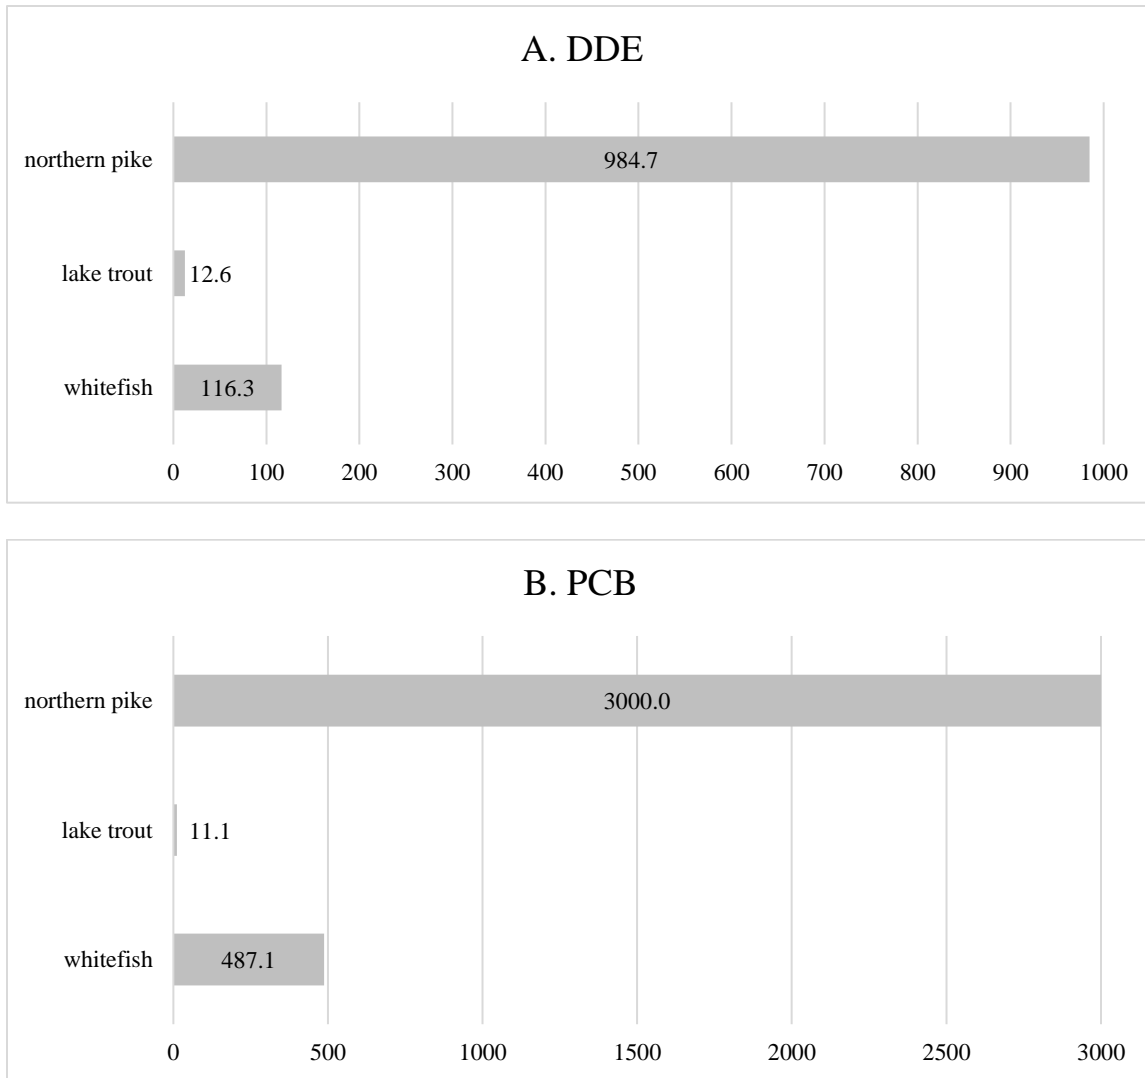 A. DDE
northern pike
984.7
lake trout
12.6
whitefish
116.3
0 100 200 300 400 500 600 700 800 900 1000
B. PCB
northern pike
3000.0
lake trout
11.1
whitefish
487.1
0 500 1000 1500 2000 2500 3000